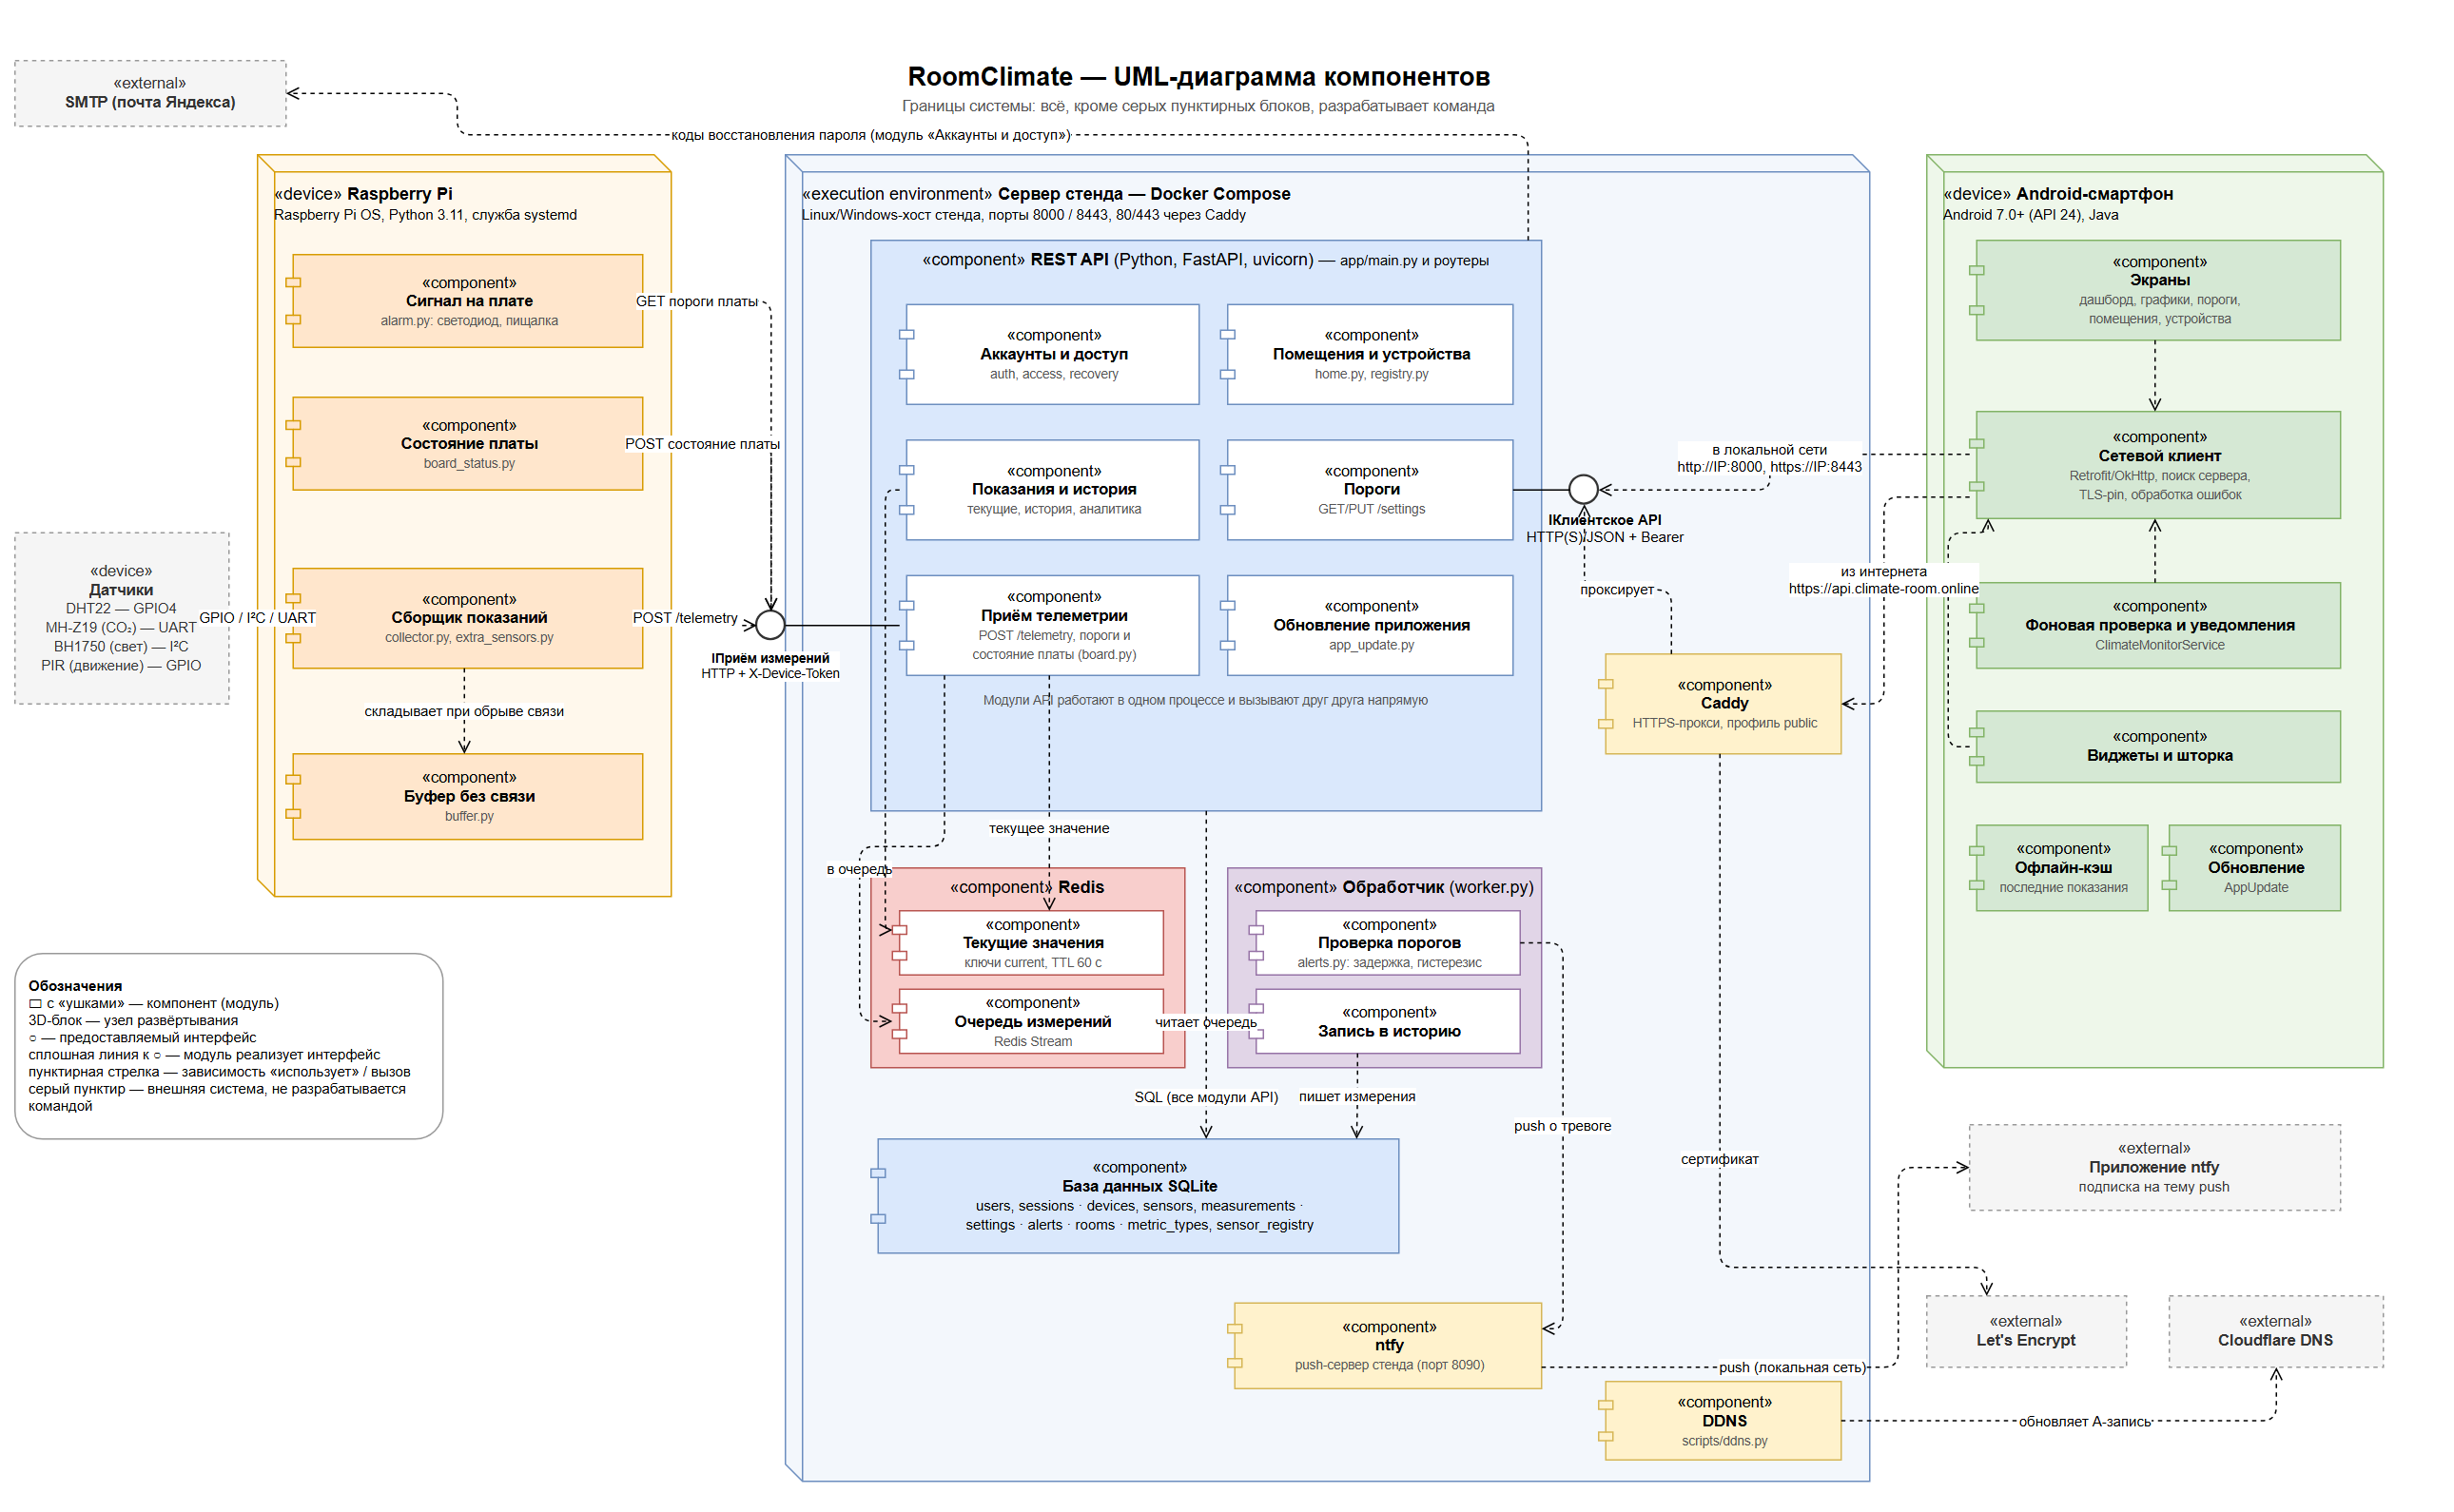 RoomClimate — UML-диаграмма компонентов
Границы системы: всё, кроме серых пунктирных блоков, разрабатывает команда
«external»
SMTP (почта Яндекса)
коды восстановления пароля (модуль «Аккаунты и доступ»)
«device» Raspberry Pi
Raspberry Pi OS, Python 3.11, служба systemd
«component»
Сигнал на плате
alarm.py: светодиод, пищалка
GET пороги платы
«component»
Состояние платы
board_status.py
POST состояние платы
«device»
Датчики
DHT22 — GPIO4
MH-Z19 (CO₂) — UART
BH1750 (свет) — I²C
PIR (движение) — GPIO
GPIO / I²C / UART
«component»
Сборщик показаний
collector.py, extra_sensors.py
POST /telemetry
IПриём измерений
HTTP + X-Device-Token
складывает при обрыве связи
«component»
Буфер без связи
buffer.py
Обозначения
□ с «ушками» — компонент (модуль)
3D-блок — узел развёртывания
○ — предоставляемый интерфейс
сплошная линия к ○ — модуль реализует интерфейс
пунктирная стрелка — зависимость «использует» / вызов
серый пунктир — внешняя система, не разрабатывается
командой
«execution environment» Сервер стенда — Docker Compose
Linux/Windows-хост стенда, порты 8000 / 8443, 80/443 через Caddy
«component» REST API (Python, FastAPI, uvicorn) — app/main.py и роутеры
«component»
Аккаунты и доступ
auth, access, recovery
«component»
Помещения и устройства
home.py, registry.py
«component»
Показания и история
текущие, история, аналитика
«component»
Пороги
GET/PUT /settings
«component»
Приём телеметрии
POST /telemetry, пороги и
состояние платы (board.py)
«component»
Обновление приложения
app_update.py
Модули API работают в одном процессе и вызывают друг друга напрямую
IКлиентское API
HTTP(S)/JSON + Bearer
проксирует
«component»
Caddy
HTTPS-прокси, профиль public
текущее значение
в очередь
«component» Redis
«component»
Текущие значения
ключи current, TTL 60 с
«component»
Очередь измерений
Redis Stream
читает очередь
«component» Обработчик (worker.py)
«component»
Проверка порогов
alerts.py: задержка, гистерезис
«component»
Запись в историю
SQL (все модули API)
пишет измерения
push о тревоге
сертификат
«component»
База данных SQLite
users, sessions · devices, sensors, measurements ·
settings · alerts · rooms · metric_types, sensor_registry
«component»
ntfy
push-сервер стенда (порт 8090)
push (локальная сеть)
«component»
DDNS
scripts/ddns.py
обновляет A-запись
«device» Android-смартфон
Android 7.0+ (API 24), Java
«component»
Экраны
дашборд, графики, пороги,
помещения, устройства
в локальной сети
http://IP:8000, https://IP:8443
«component»
Сетевой клиент
Retrofit/OkHttp, поиск сервера,
TLS-pin, обработка ошибок
из интернета
https://api.climate-room.online
«component»
Фоновая проверка и уведомления
ClimateMonitorService
«component»
Виджеты и шторка
«component»
Офлайн-кэш
последние показания
«component»
Обновление
AppUpdate
«external»
Приложение ntfy
подписка на тему push
«external»
Let's Encrypt
«external»
Cloudflare DNS